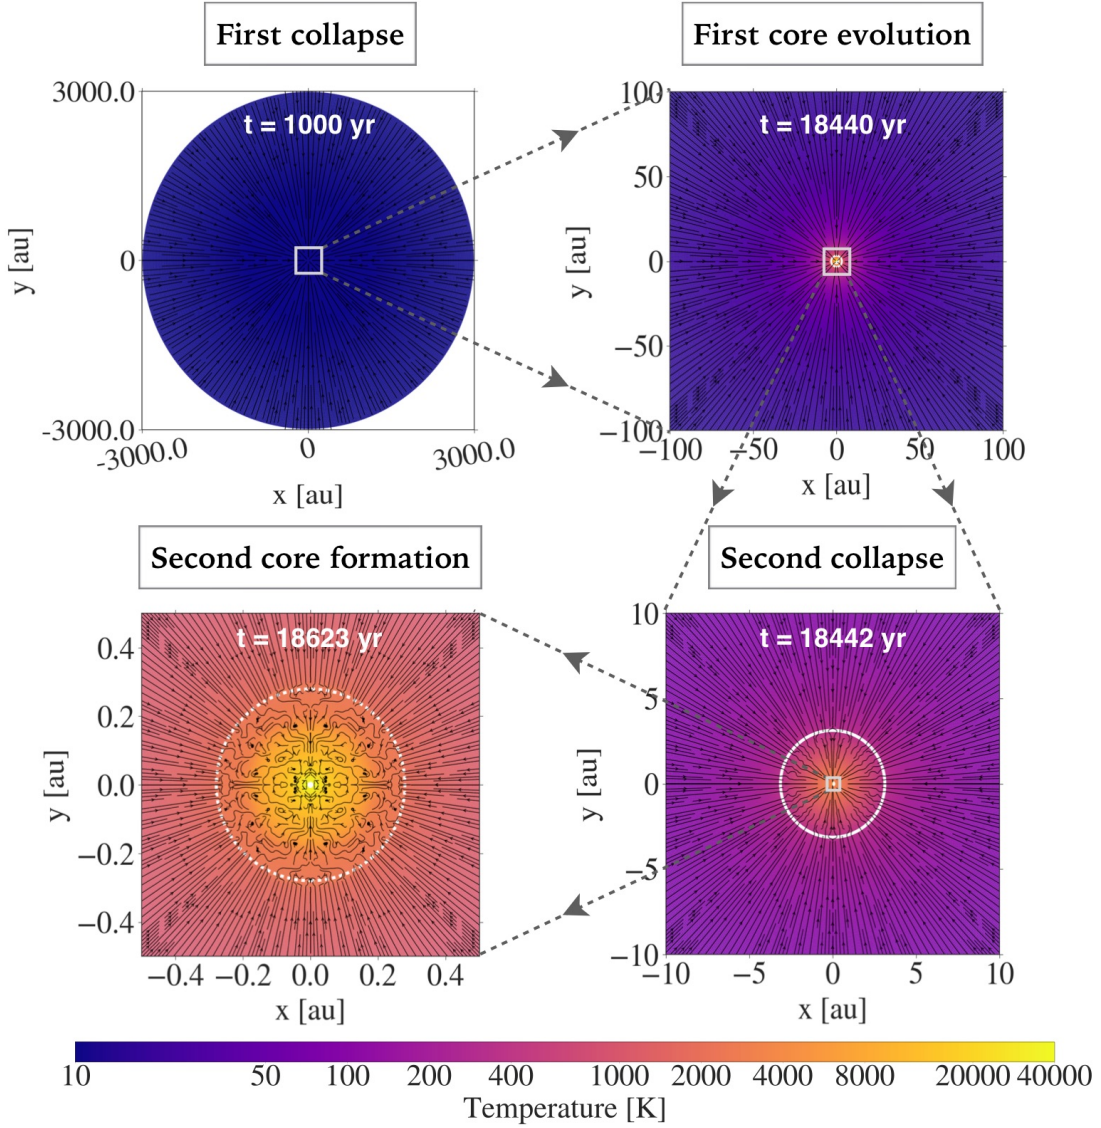 First collapse
First core evolution
3000.0
0
-3000.0
y [au]
t = 1000 yr
-3000.0 0 3000.0
x [au]
100
50
0
−50
−100
y [au]
t = 18440 yr
−100 −50 0 50 100
x [au]
Second core formation
Second collapse
0.4
0.2
0.0
−0.2
−0.4
y [au]
t = 18623 yr
−0.4 −0.2 0.0 0.2 0.4
x [au]
10
5
0
−5
−10
y [au]
t = 18442 yr
−10 −5 0 5 10
x [au]
10 50 100 200 400 1000 2000 4000 8000 20000 40000
Temperature [K]